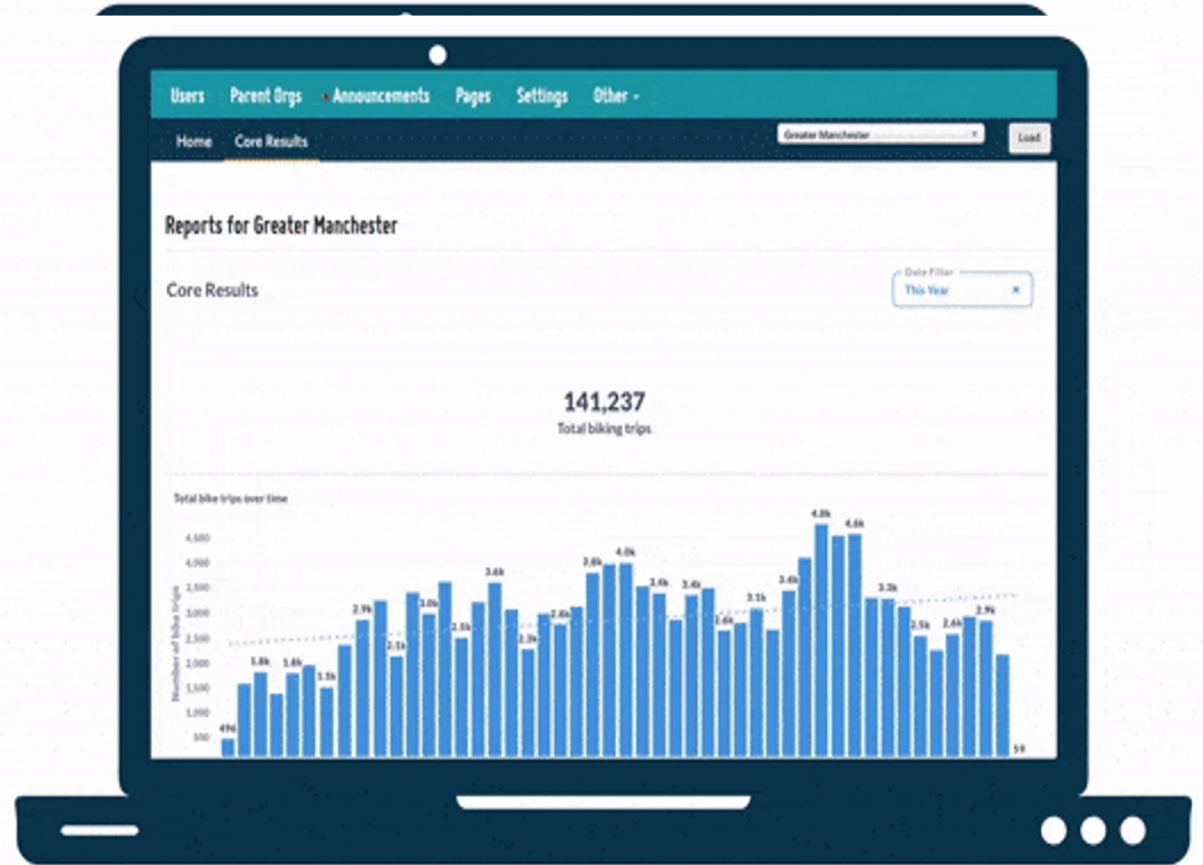 Users Parent Orgs Announcements Pages Settings Other
Home Core Results Greater Manchester Load
Reports for Greater Manchester
Core Results
Date Filter
This Year ×
141,237
Total biking trips
Total bike trips over time
Number of bike trips
4,500
4,000
3,500
3,000
2,500
2,000
1,500
1,000
500
496 1.8k 1.8k 1.5k 2.9k 2.1k 3.0k 2.5k 3.6k 2.3k 2.8k 3.8k 4.0k 3.4k 3.4k 2.6k 3.1k 3.4k 4.8k 4.6k 3.3k 2.5k 2.6k 2.9k 59